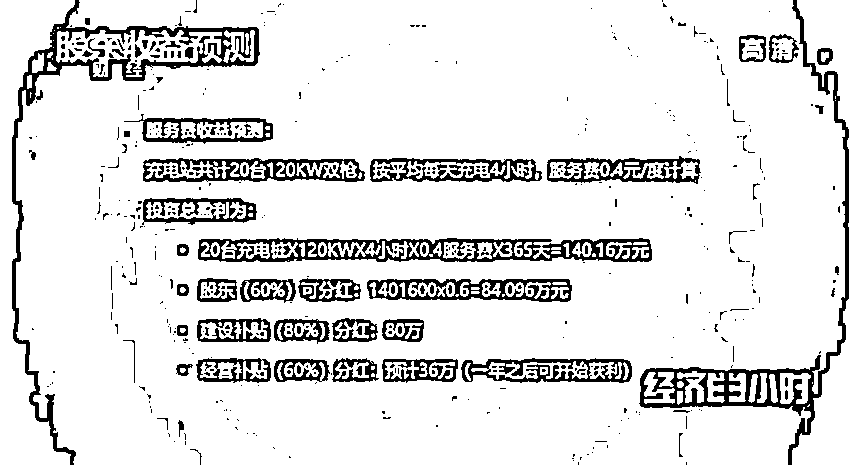 股东收益预测
财经
高清
服务费收益预测：
充电站共计20台120KW双枪，按平均每天充电4小时，服务费0.4元/度计算
投资总盈利为：
20台充电桩X120KWX4小时X0.4服务费X365天=140.16万元
股东（60%）可分红：1401600x0.6=84.096万元
建设补贴（80%）分红：80万
经营补贴（60%）分红：预计36万（一年之后可开始获利）
经济半小时